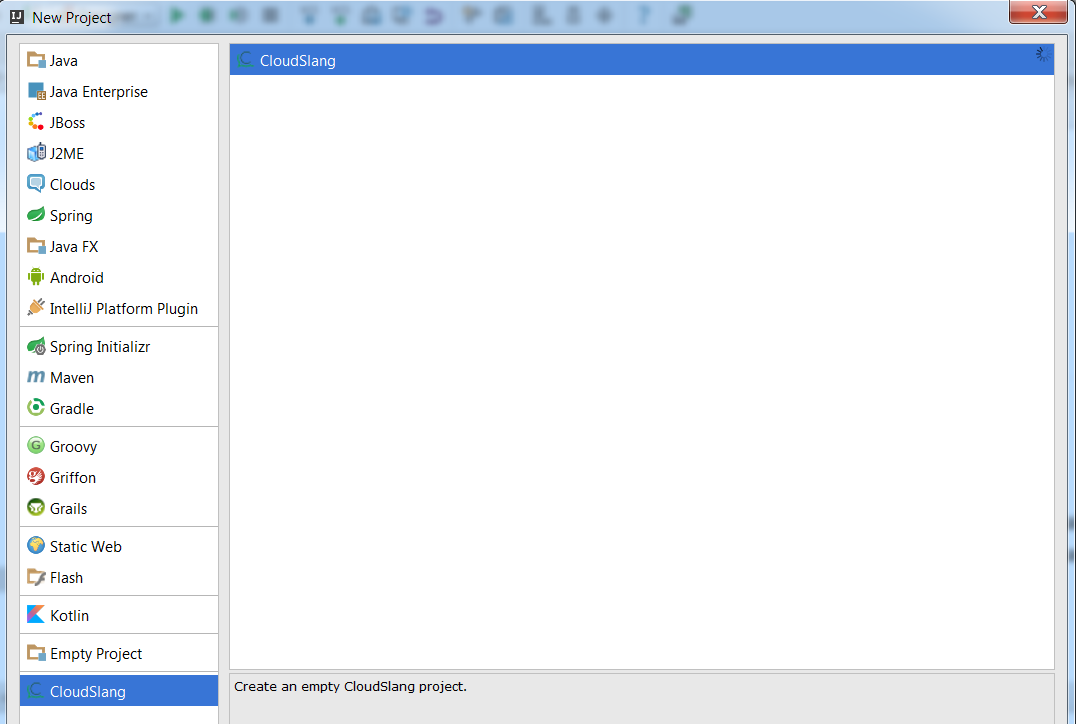 New Project
Java
Java Enterprise
JBoss
J2ME
Clouds
Spring
Java FX
Android
IntelliJ Platform Plugin
Spring Initializr
Maven
Gradle
Groovy
Griffon
Grails
Static Web
Flash
Kotlin
Empty Project
CloudSlang
CloudSlang
Create an empty CloudSlang project.